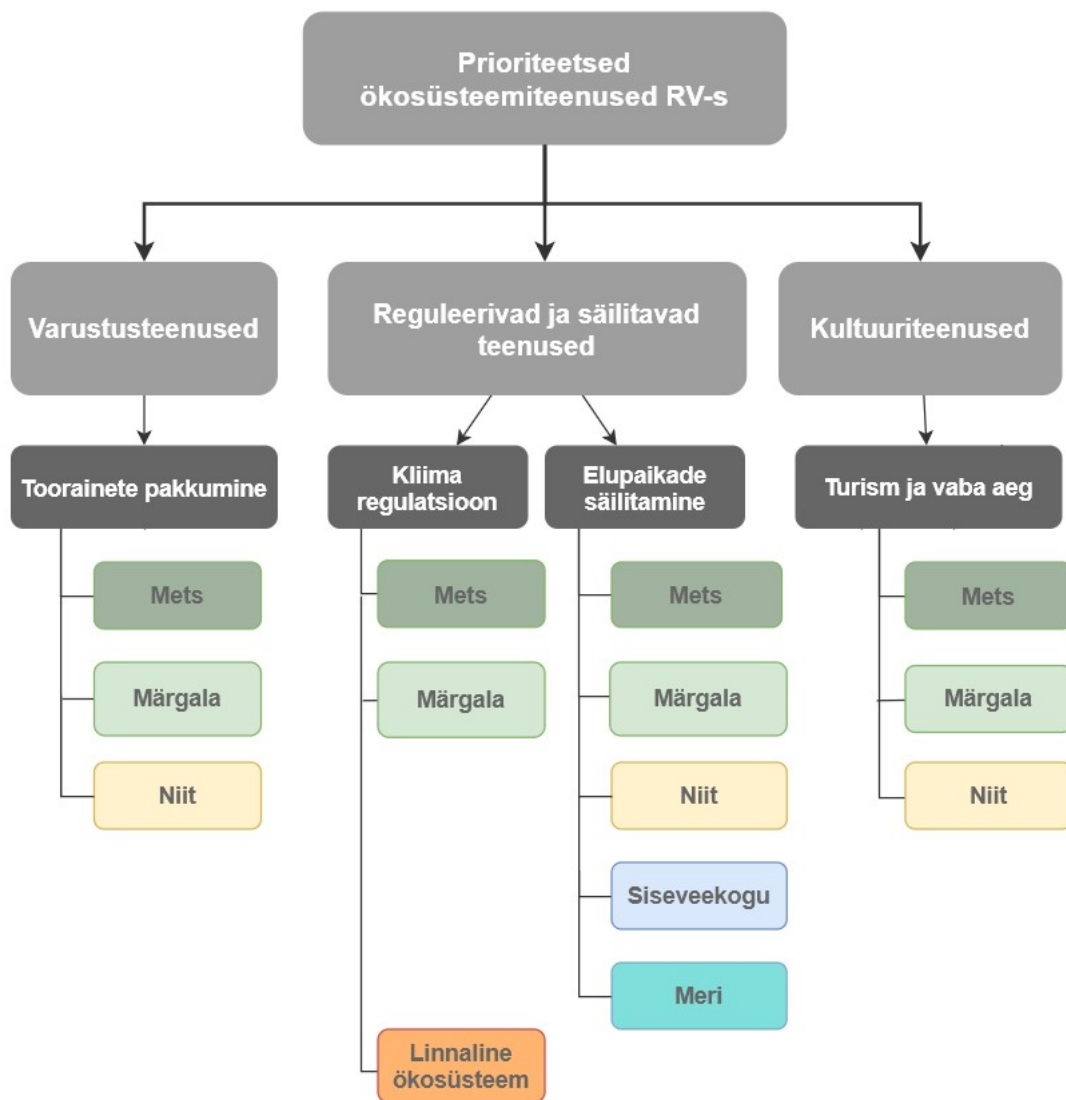 Prioriteetsed
ökosüsteemiteenused RV-s
Varustusteenused
Reguleerivad ja säilitavad
teenused
Kultuuriteenused
Toorainete pakkumine
Kliima
regulatsioon
Elupaikade
säilitamine
Turism ja vaba aeg
Mets
Märgala
Niit
Mets
Märgala
Linnaline
ökosüsteem
Mets
Märgala
Niit
Siseveekogu
Meri
Mets
Märgala
Niit